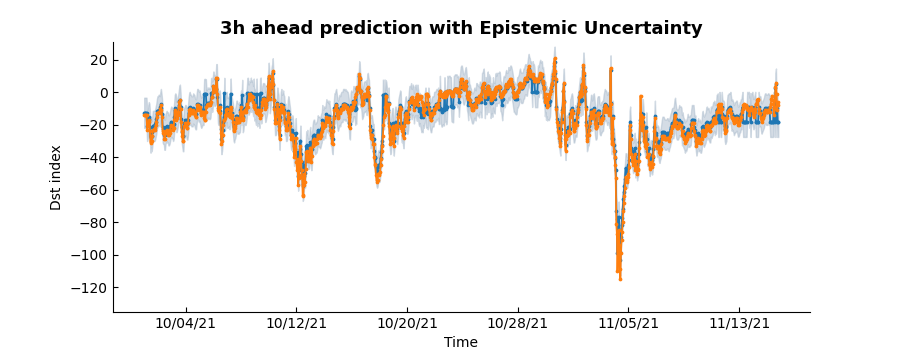 3h ahead prediction with Epistemic Uncertainty
20
0
−20
−40
−60
−80
−100
−120
Dst index
10/04/21 10/12/21 10/20/21 10/28/21 11/05/21 11/13/21
Time